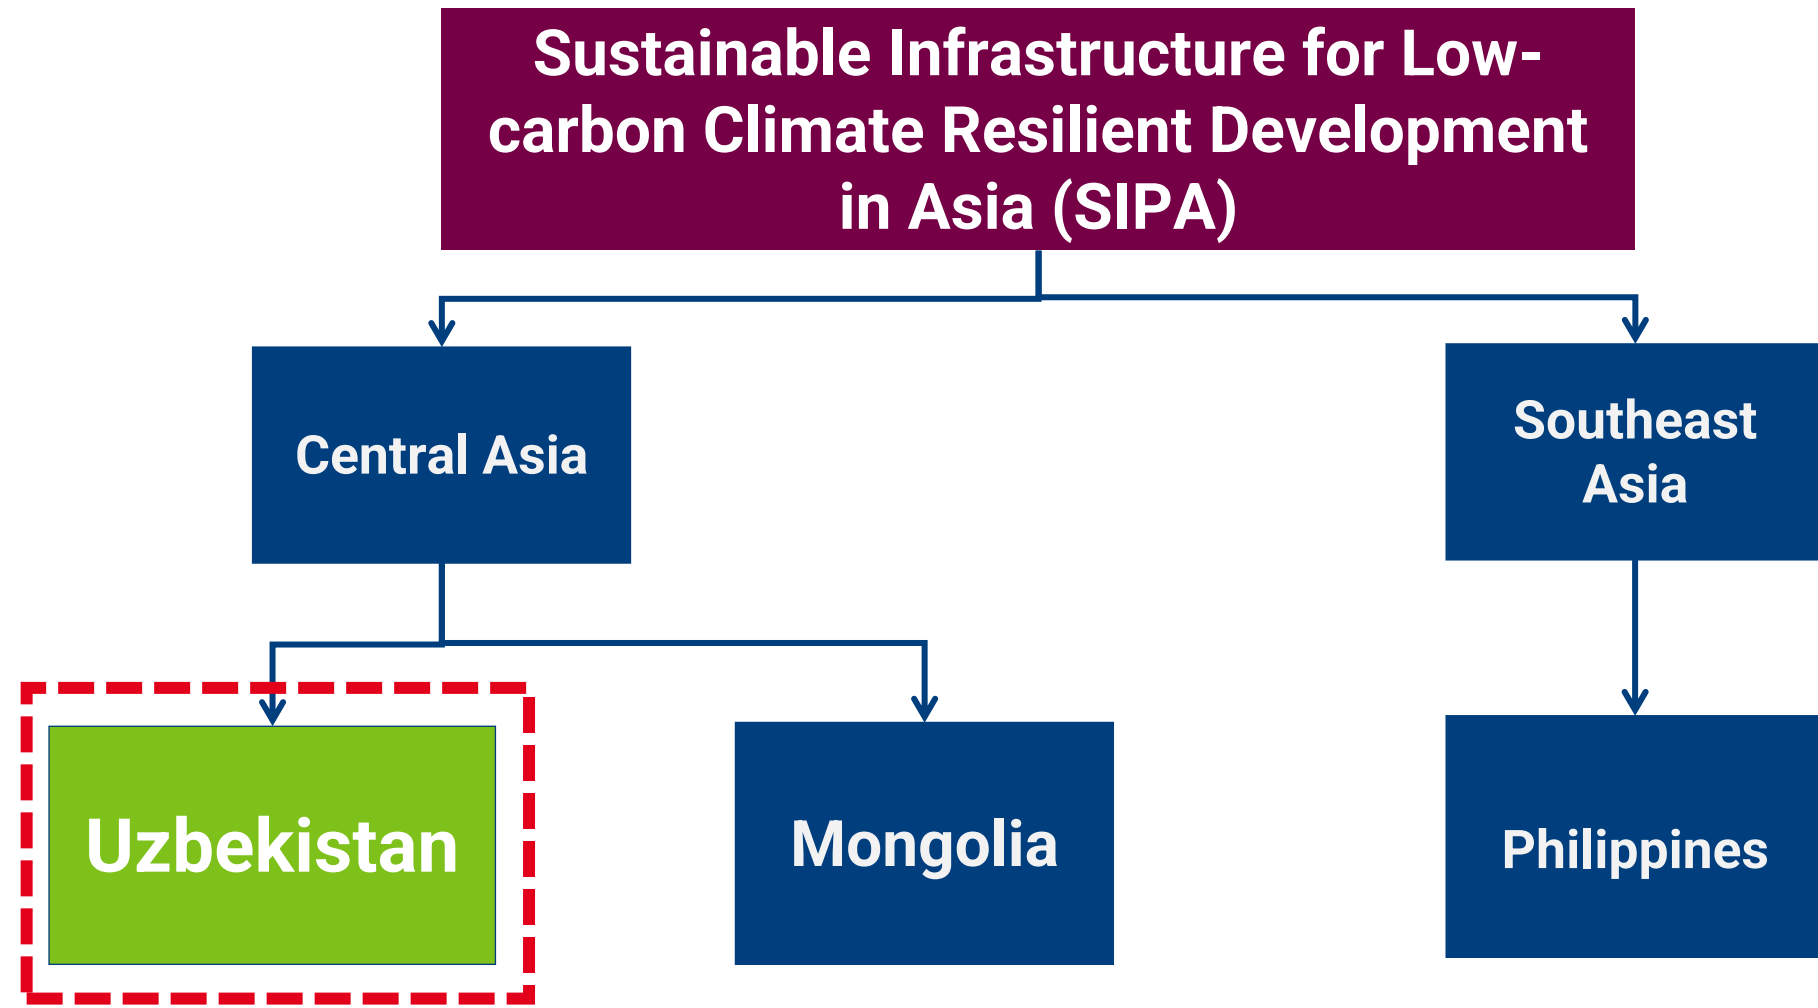 Sustainable Infrastructure for Low-
carbon Climate Resilient Development
in Asia (SIPA)
Central Asia
Southeast
Asia
Uzbekistan
Mongolia
Philippines